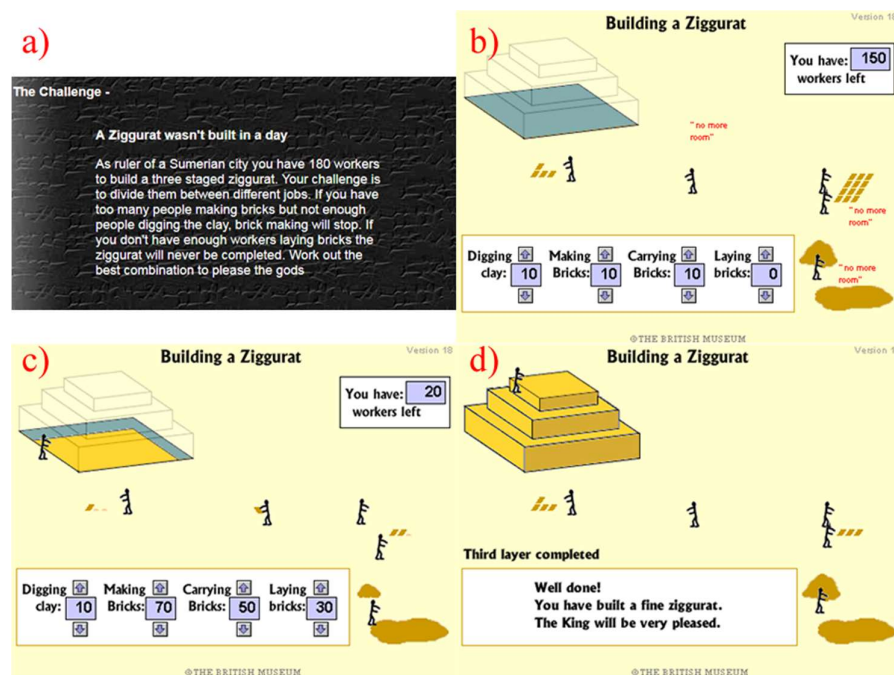 a)
The Challenge -
A Ziggurat wasn't built in a day
As ruler of a Sumerian city you have 180 workers
to build a three staged ziggurat. Your challenge is
to divide them between different jobs. If you have
too many people making bricks but not enough
people digging the clay, brick making will stop. If
you don't have enough workers laying bricks the
ziggurat will never be completed. Work out the
best combination to please the gods
b)
Building a Ziggurat
Version 18
You have: 150
workers left
"no more
room"
"no more
room"
"no more
room"
Digging Making Carrying Laying
clay: 10 Bricks: 10 Bricks: 10 bricks: 0
©THE BRITISH MUSEUM
c)
Building a Ziggurat
Version 18
You have: 20
workers left
Digging Making Carrying Laying
clay: 10 Bricks: 70 Bricks: 50 bricks: 30
©THE BRITISH MUSEUM
d)
Building a Ziggurat
Version 1
Third layer completed
Well done!
You have built a fine ziggurat.
The King will be very pleased.
©THE BRITISH MUSEUM